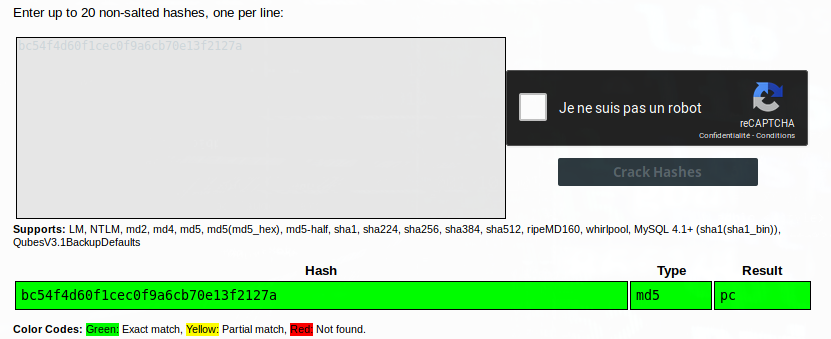 Enter up to 20 non-salted hashes, one per line:
bc54f4d60f1cec0f9a6cb70e13f2127a
Je ne suis pas un robot
reCAPTCHA
Confidentialité - Conditions
Crack Hashes
Supports: LM, NTLM, md2, md4, md5, md5(md5_hex), md5-half, sha1, sha224, sha256, sha384, sha512, ripeMD160, whirlpool, MySQL 4.1+ (sha1(sha1_bin)),
QubesV3.1BackupDefaults
Hash Type Result
bc54f4d60f1cec0f9a6cb70e13f2127a md5 pc
Color Codes: Green: Exact match, Yellow: Partial match, Red: Not found.